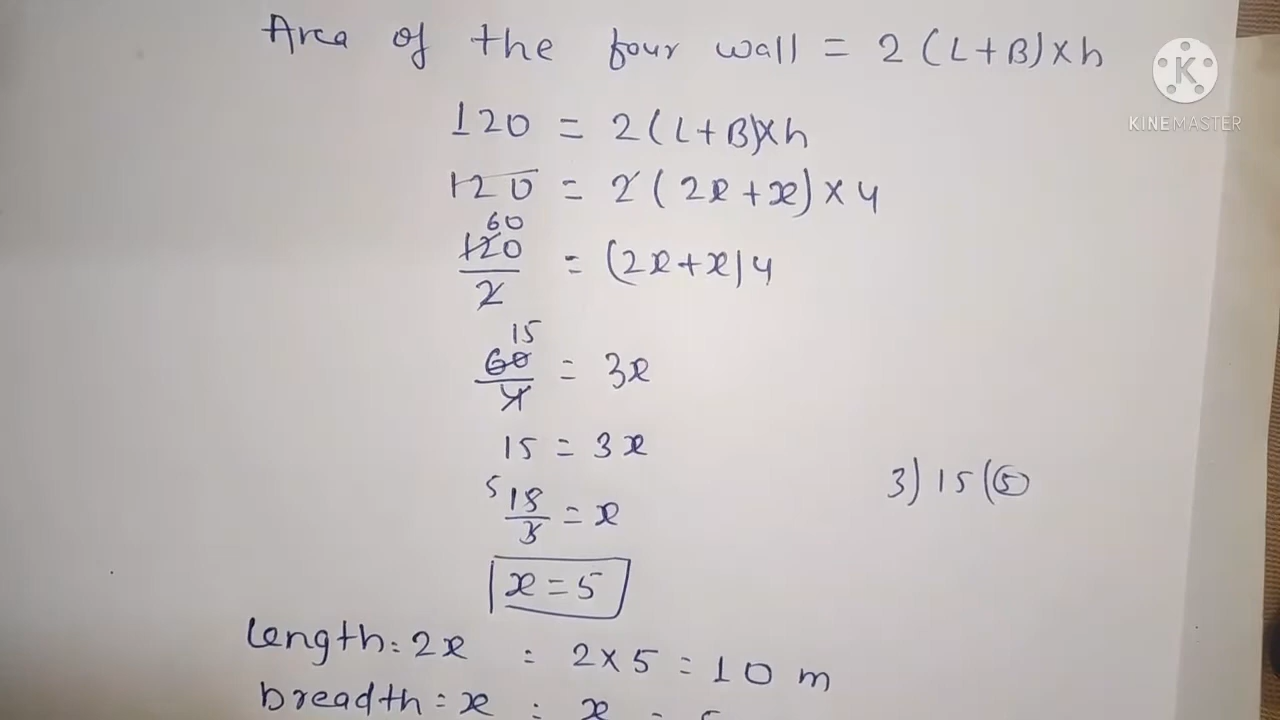 Area of the four wall = 2 (L+B)×h
KINEMASTER
120 = 2(L+B)×h
120 = 2(2x+x)×4
60
120/2 = (2x+x)4
15
60/4 = 3x
15 = 3x
3)15(5
5 15/3 = x
x = 5
length = 2x = 2×5 = 10 m
breadth = x = x = 5